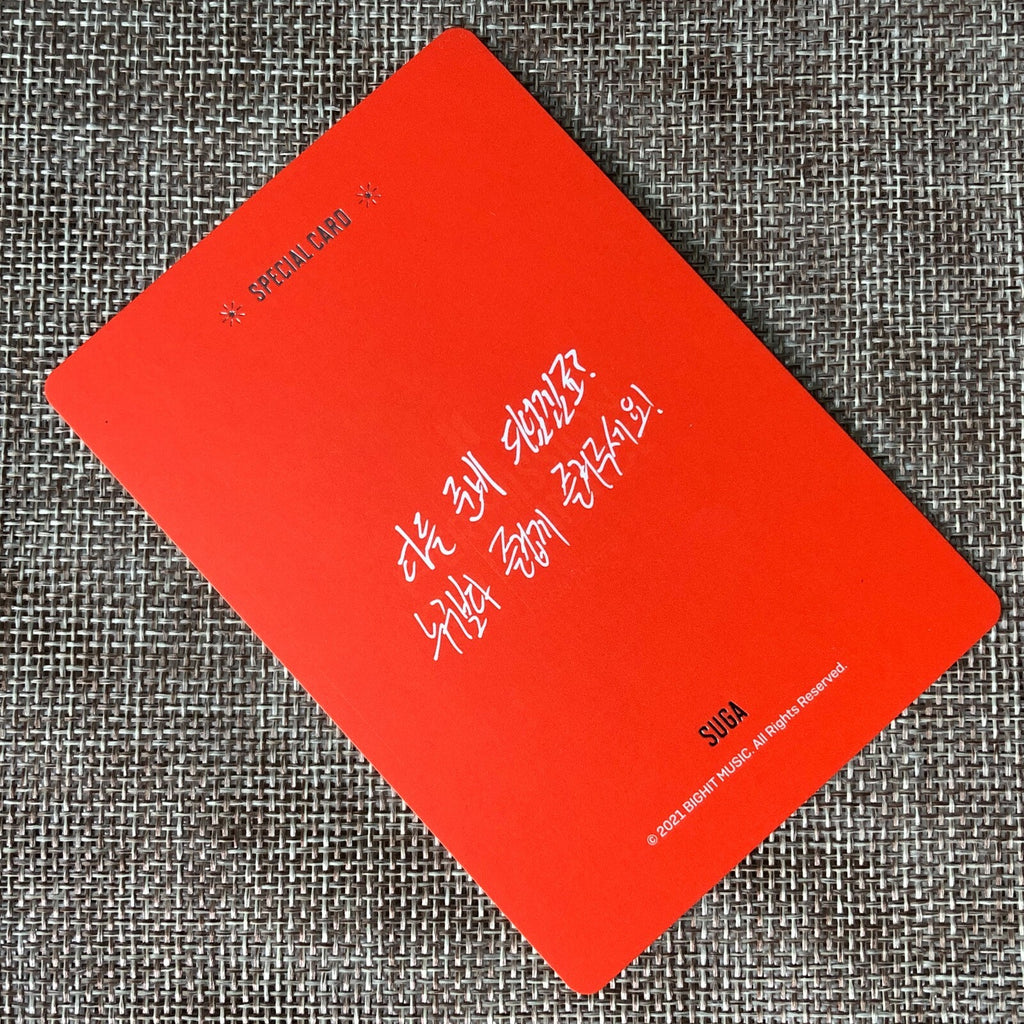 SPECIAL CARD
다들 준비 되었겠죠?
누구보다 즐겁게 즐겨주세요!
SUGA
© 2021 BIGHIT MUSIC. All Rights Reserved.